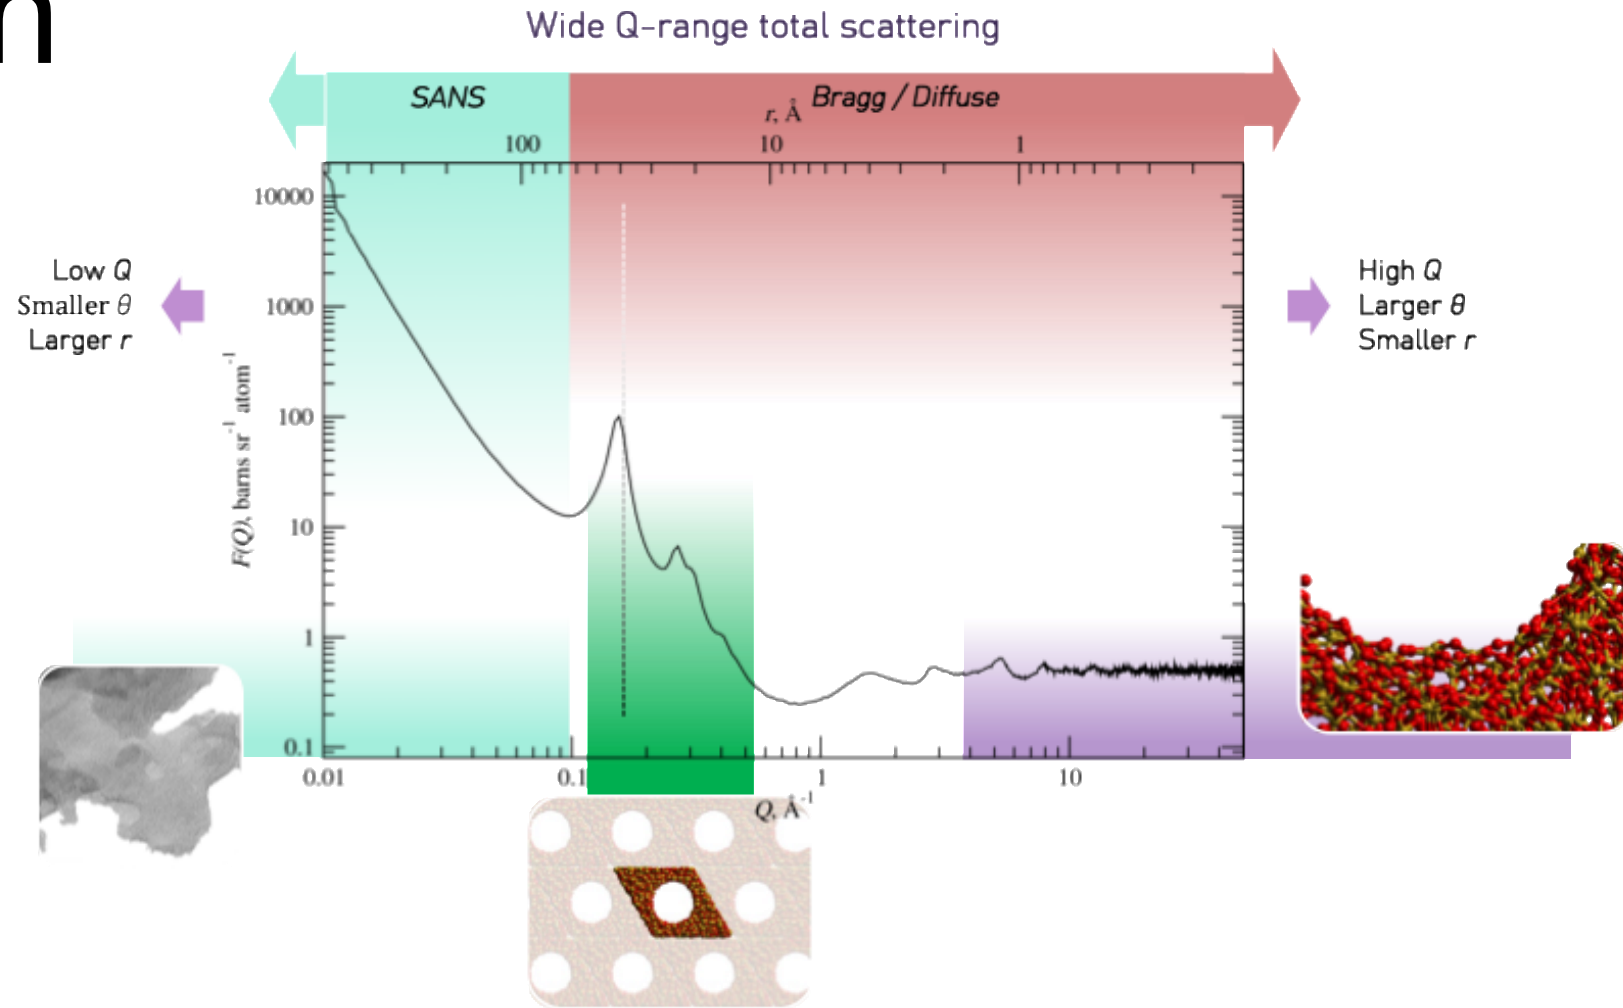 n
Wide Q-range total scattering
SANS
Bragg / Diffuse
r, Å
100
10
1
10000
1000
100
10
1
0.1
F(Q), barns sr⁻¹ atom⁻¹
Low Q
Smaller θ
Larger r
High Q
Larger θ
Smaller r
0.01
0.1
1
10
Q, Å⁻¹